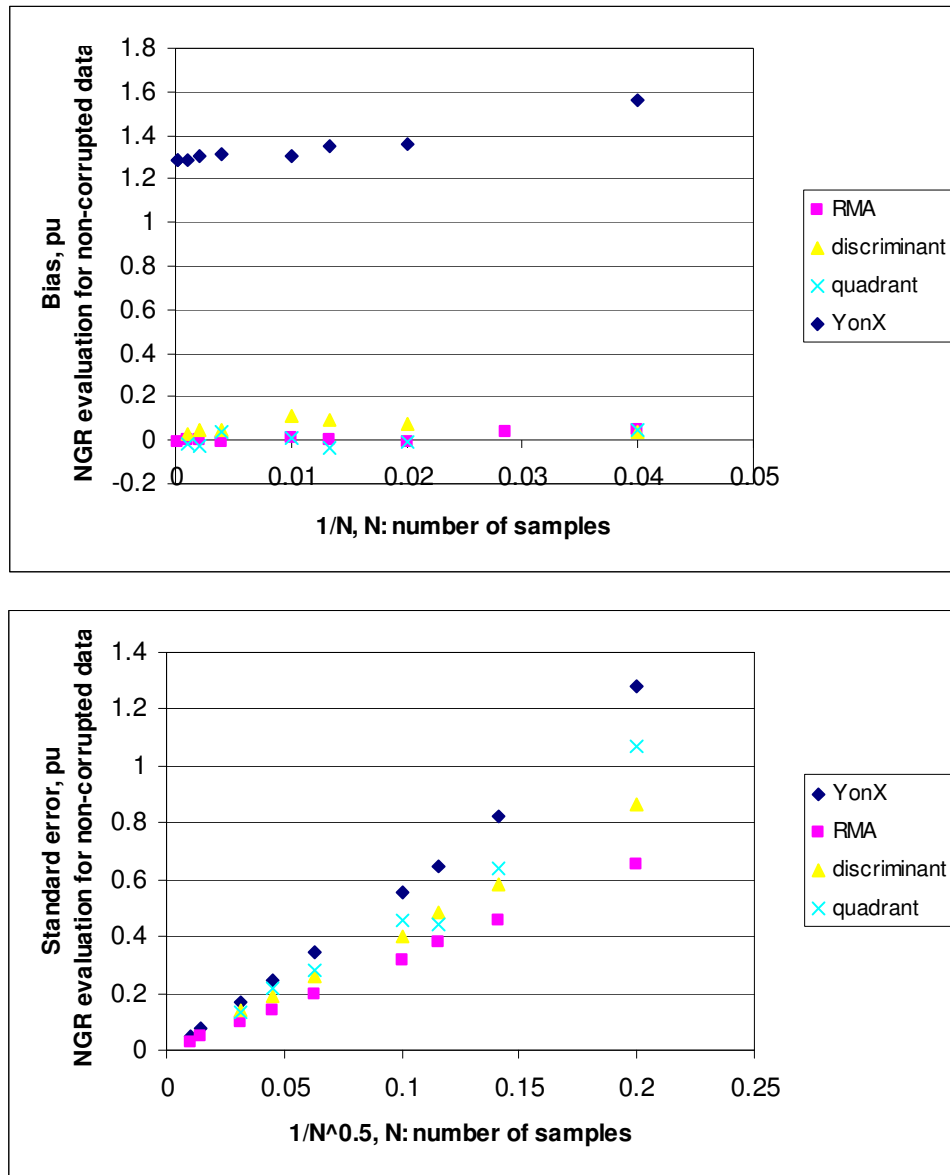 Bias, pu
NGR evaluation for non-corrupted data
1.8
1.6
1.4
1.2
1
0.8
0.6
0.4
0.2
0
-0.2
0
0.01
0.02
0.03
0.04
0.05
1/N, N: number of samples
RMA
discriminant
quadrant
YonX
Standard error, pu
NGR evaluation for non-corrupted data
1.4
1.2
1
0.8
0.6
0.4
0.2
0
0
0.05
0.1
0.15
0.2
0.25
1/N^0.5, N: number of samples
YonX
RMA
discriminant
quadrant